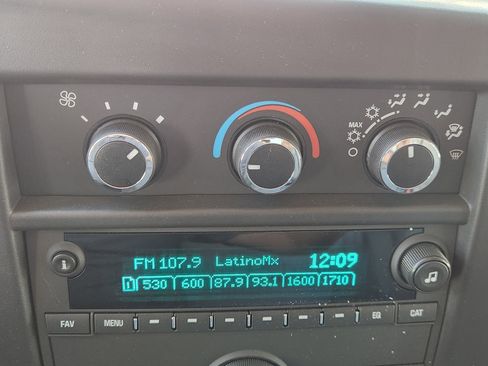 MAX
FM 107.9 LatinoMx 12:09
1 530 600 87.9 93.1 1600 1710
FAV MENU EQ CAT